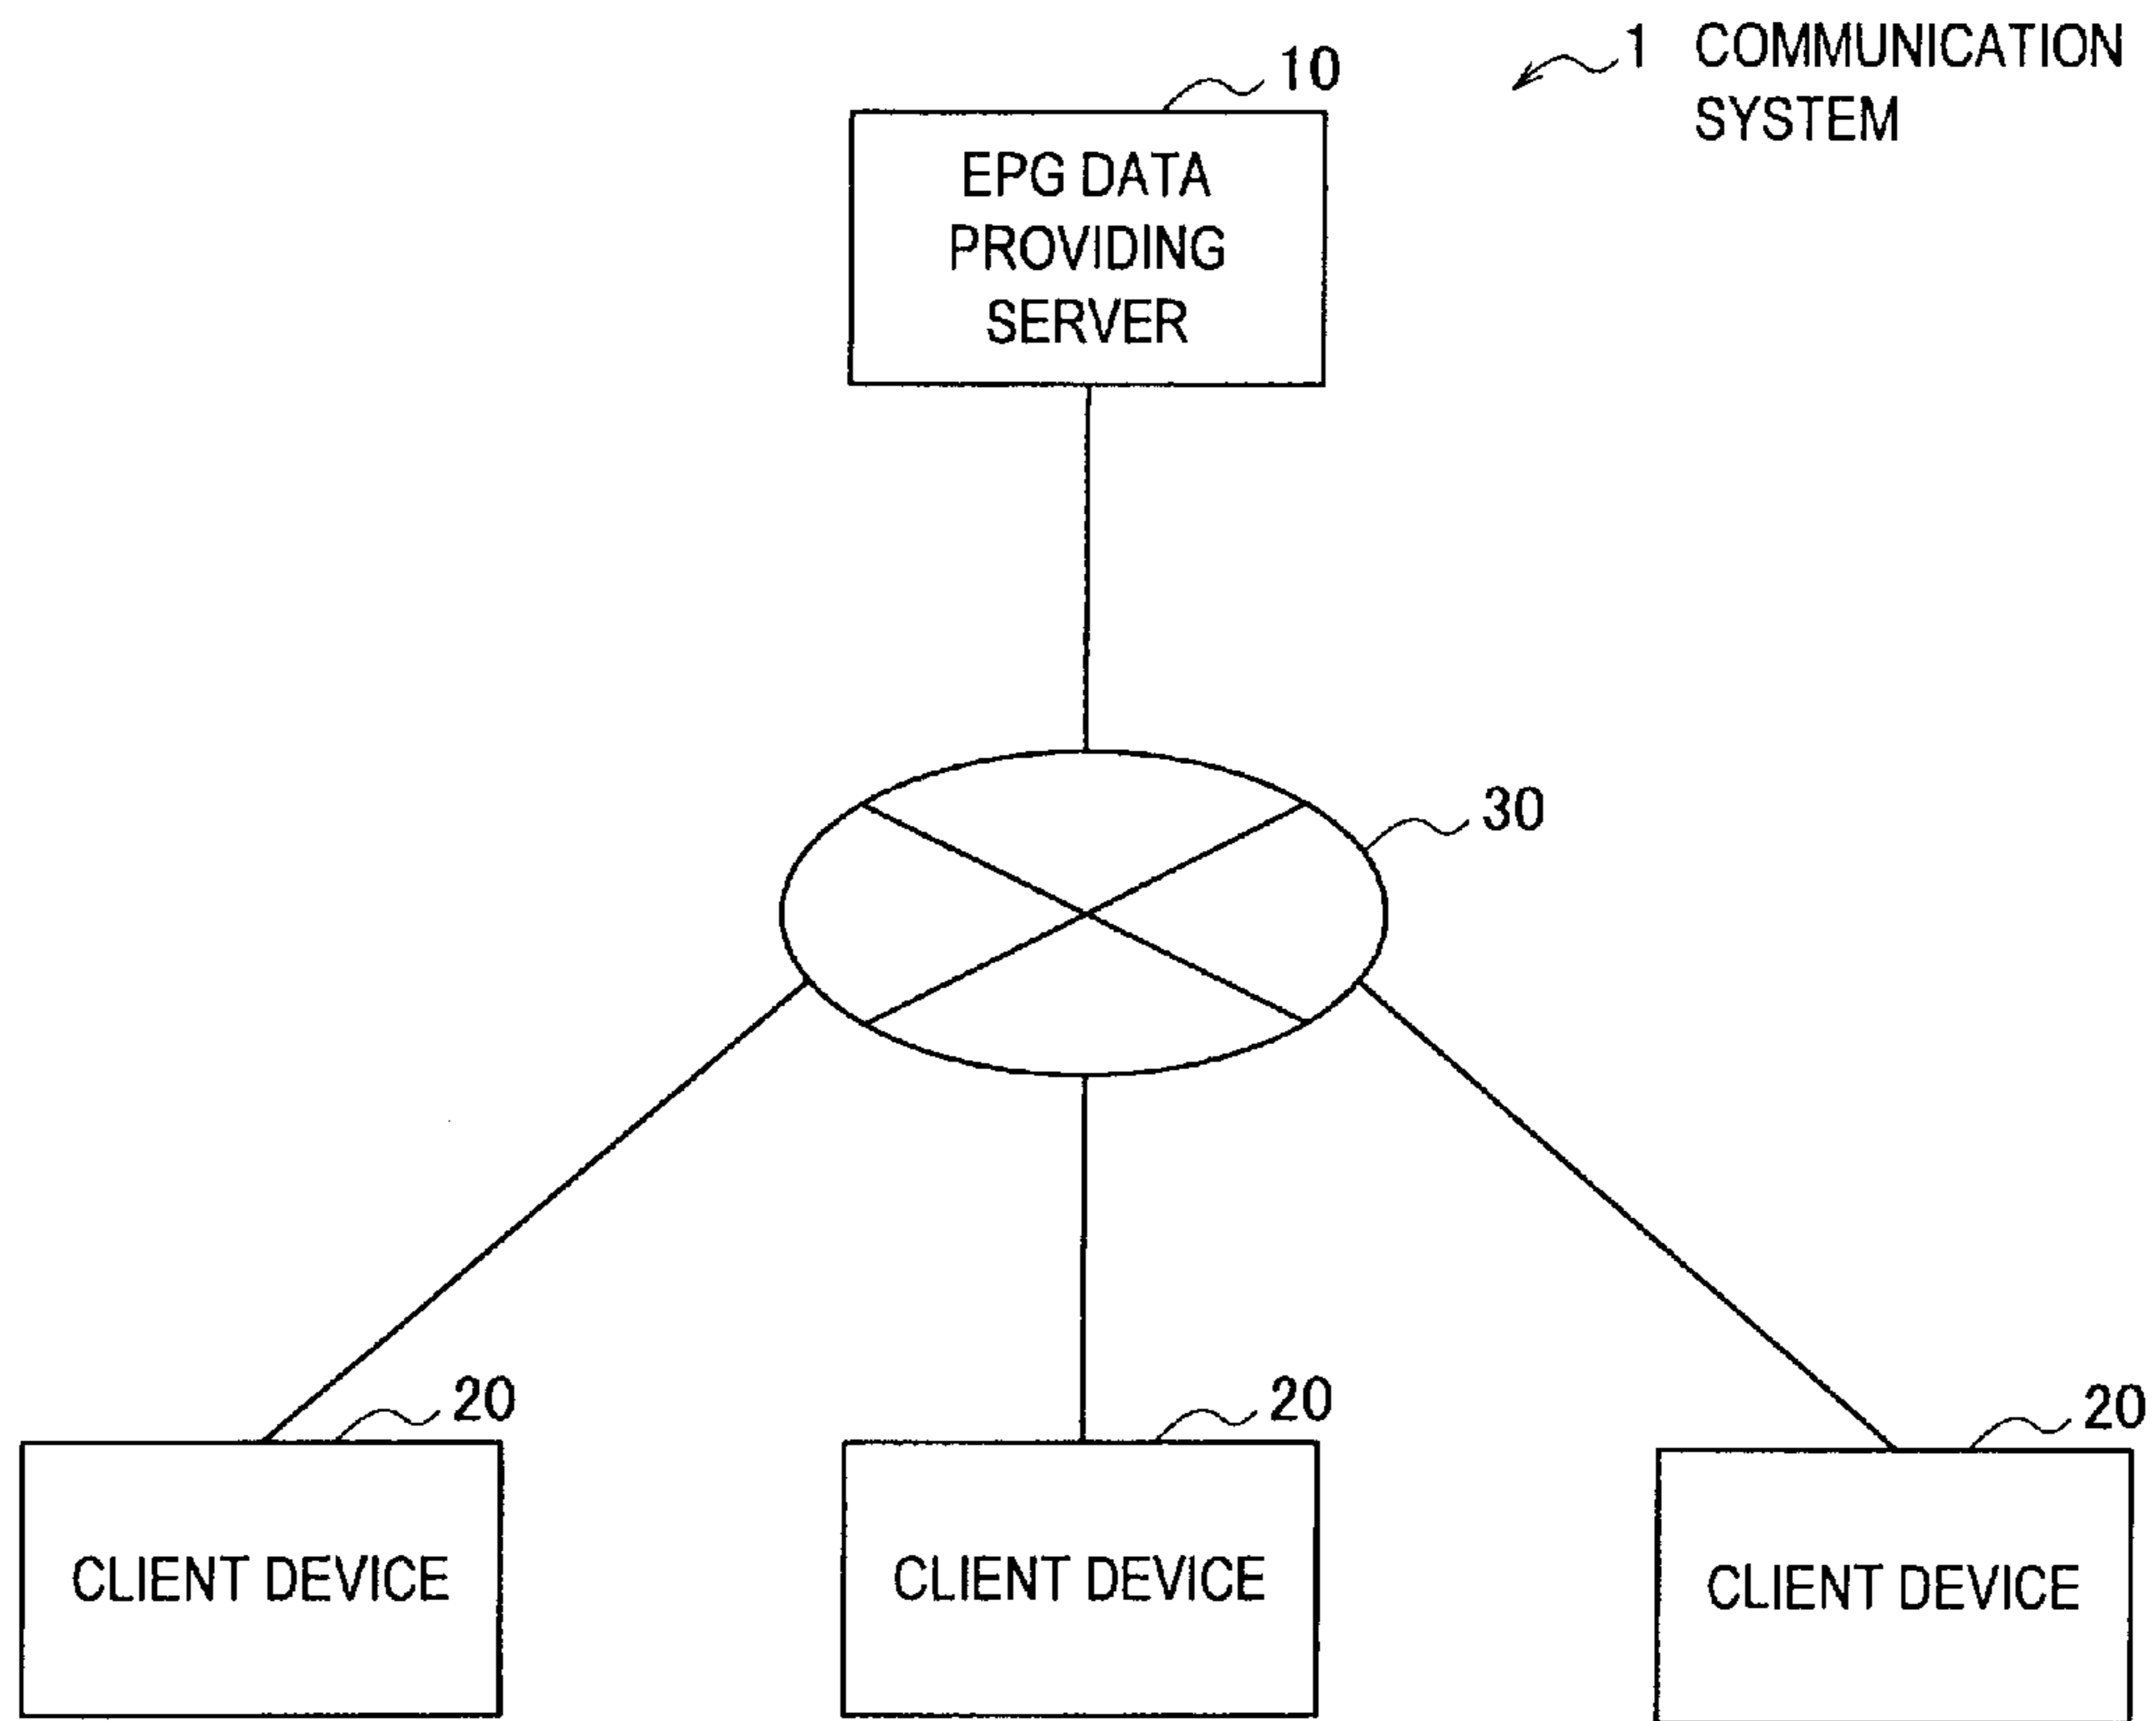 10
1 COMMUNICATION
SYSTEM
EPG DATA
PROVIDING
SERVER
30
20
20
20
CLIENT DEVICE
CLIENT DEVICE
CLIENT DEVICE